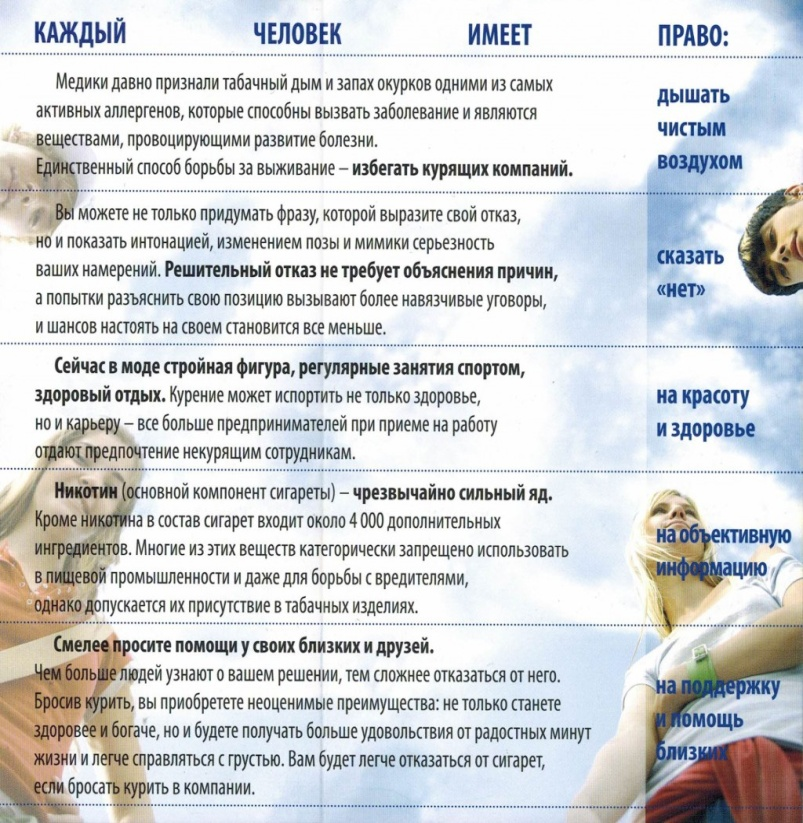 КАЖДЫЙ ЧЕЛОВЕК ИМЕЕТ ПРАВО:
Медики давно признали табачный дым и запах окурков одними из самых
активных аллергенов, которые способны вызвать заболевание и являются
веществами, провоцирующими развитие болезни.
Единственный способ борьбы за выживание – избегать курящих компаний.
дышать
чистым
воздухом
Вы можете не только придумать фразу, которой выразите свой отказ,
но и показать интонацией, изменением позы и мимики серьезность
ваших намерений. Решительный отказ не требует объяснения причин,
а попытки разъяснить свою позицию вызывают более навязчивые уговоры,
и шансов настоять на своем становится все меньше.
сказать
«нет»
Сейчас в моде стройная фигура, регулярные занятия спортом,
здоровый отдых. Курение может испортить не только здоровье,
но и карьеру – все больше предпринимателей при приеме на работу
отдают предпочтение некурящим сотрудникам.
на красоту
и здоровье
Никотин (основной компонент сигареты) – чрезвычайно сильный яд.
Кроме никотина в состав сигарет входит около 4 000 дополнительных
ингредиентов. Многие из этих веществ категорически запрещено использовать
в пищевой промышленности и даже для борьбы с вредителями,
однако допускается их присутствие в табачных изделиях.
на объективную
информацию
Смелее просите помощи у своих близких и друзей.
Чем больше людей узнают о вашем решении, тем сложнее отказаться от него.
Бросив курить, вы приобретете неоценимые преимущества: не только станете
здоровее и богаче, но и будете получать больше удовольствия от радостных минут
жизни и легче справляться с грустью. Вам будет легче отказаться от сигарет,
если бросать курить в компании.
на поддержку
и помощь
близких